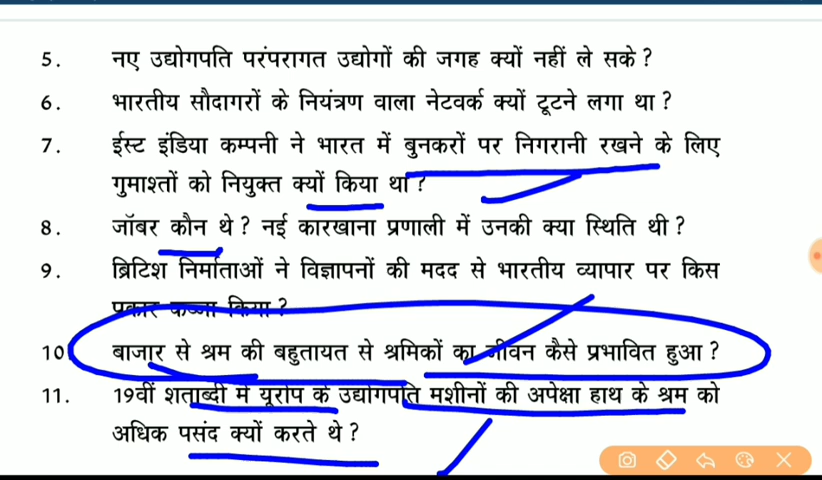 5. नए उद्योगपति परंपरागत उद्योगों की जगह क्यों नहीं ले सके ?
6. भारतीय सौदागरों के नियंत्रण वाला नेटवर्क क्यों टूटने लगा था ?
7. ईस्ट इंडिया कम्पनी ने भारत में बुनकरों पर निगरानी रखने के लिए
गुमाश्तों को नियुक्त क्यों किया था ?
8. जॉबर कौन थे ? नई कारखाना प्रणाली में उनकी क्या स्थिति थी ?
9. ब्रिटिश निर्माताओं ने विज्ञापनों की मदद से भारतीय व्यापार पर किस
प्रकार कब्जा किया ?
10 बाजार से श्रम की बहुतायत से श्रमिकों का जीवन कैसे प्रभावित हुआ ?
11. 19वीं शताब्दी में यूरोप के उद्योगपति मशीनों की अपेक्षा हाथ के श्रम को
अधिक पसंद क्यों करते थे ?